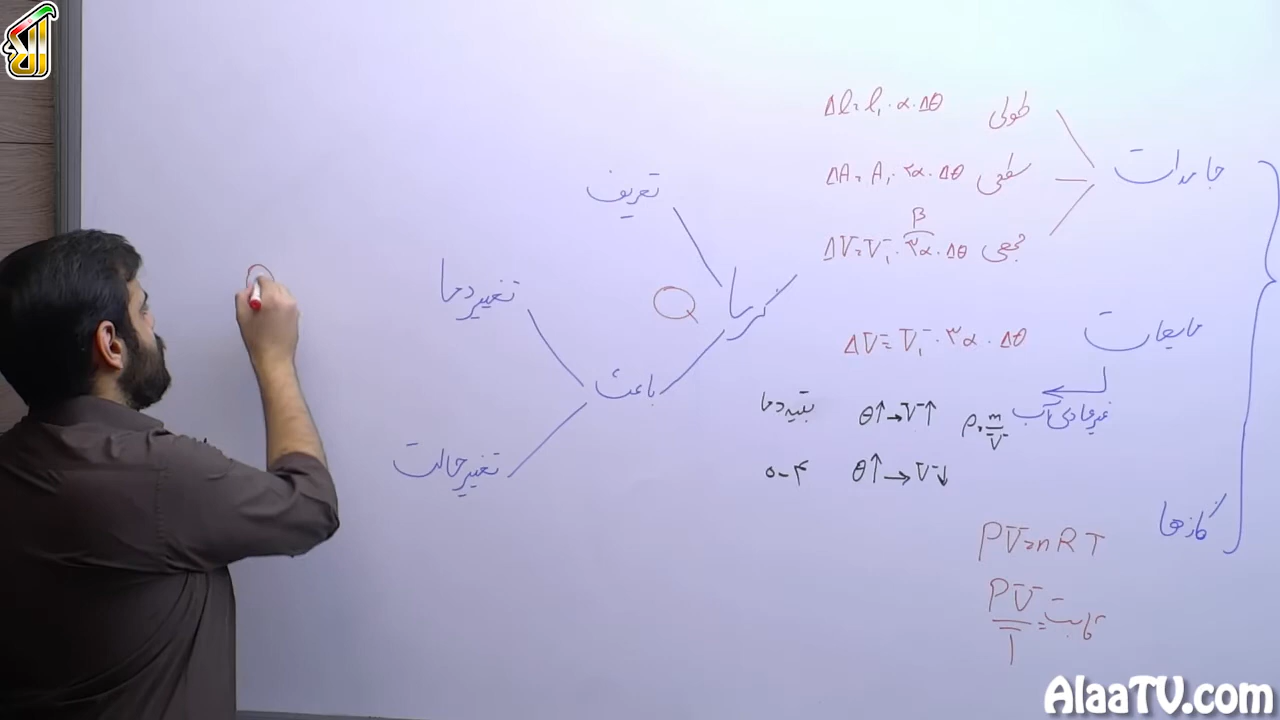 جامدات
طولی Δl = l₁ · α · Δθ
سطحی ΔA = A₁ · ۲α · Δθ
β
حجمی ΔV = V₁ · ۳α · Δθ
مایعات
ΔV = V₁ · ۳α · Δθ
غیرعادی آب
ρ = m/V
θ↑ → V↑ بقیه دما
θ↑ → V↓ ۰-۴
گازها
PV = nRT
PV/T = ثابت
گرما
Q
تعریف
باعث
تغییر دما
تغییر حالت
AlaaTV.com